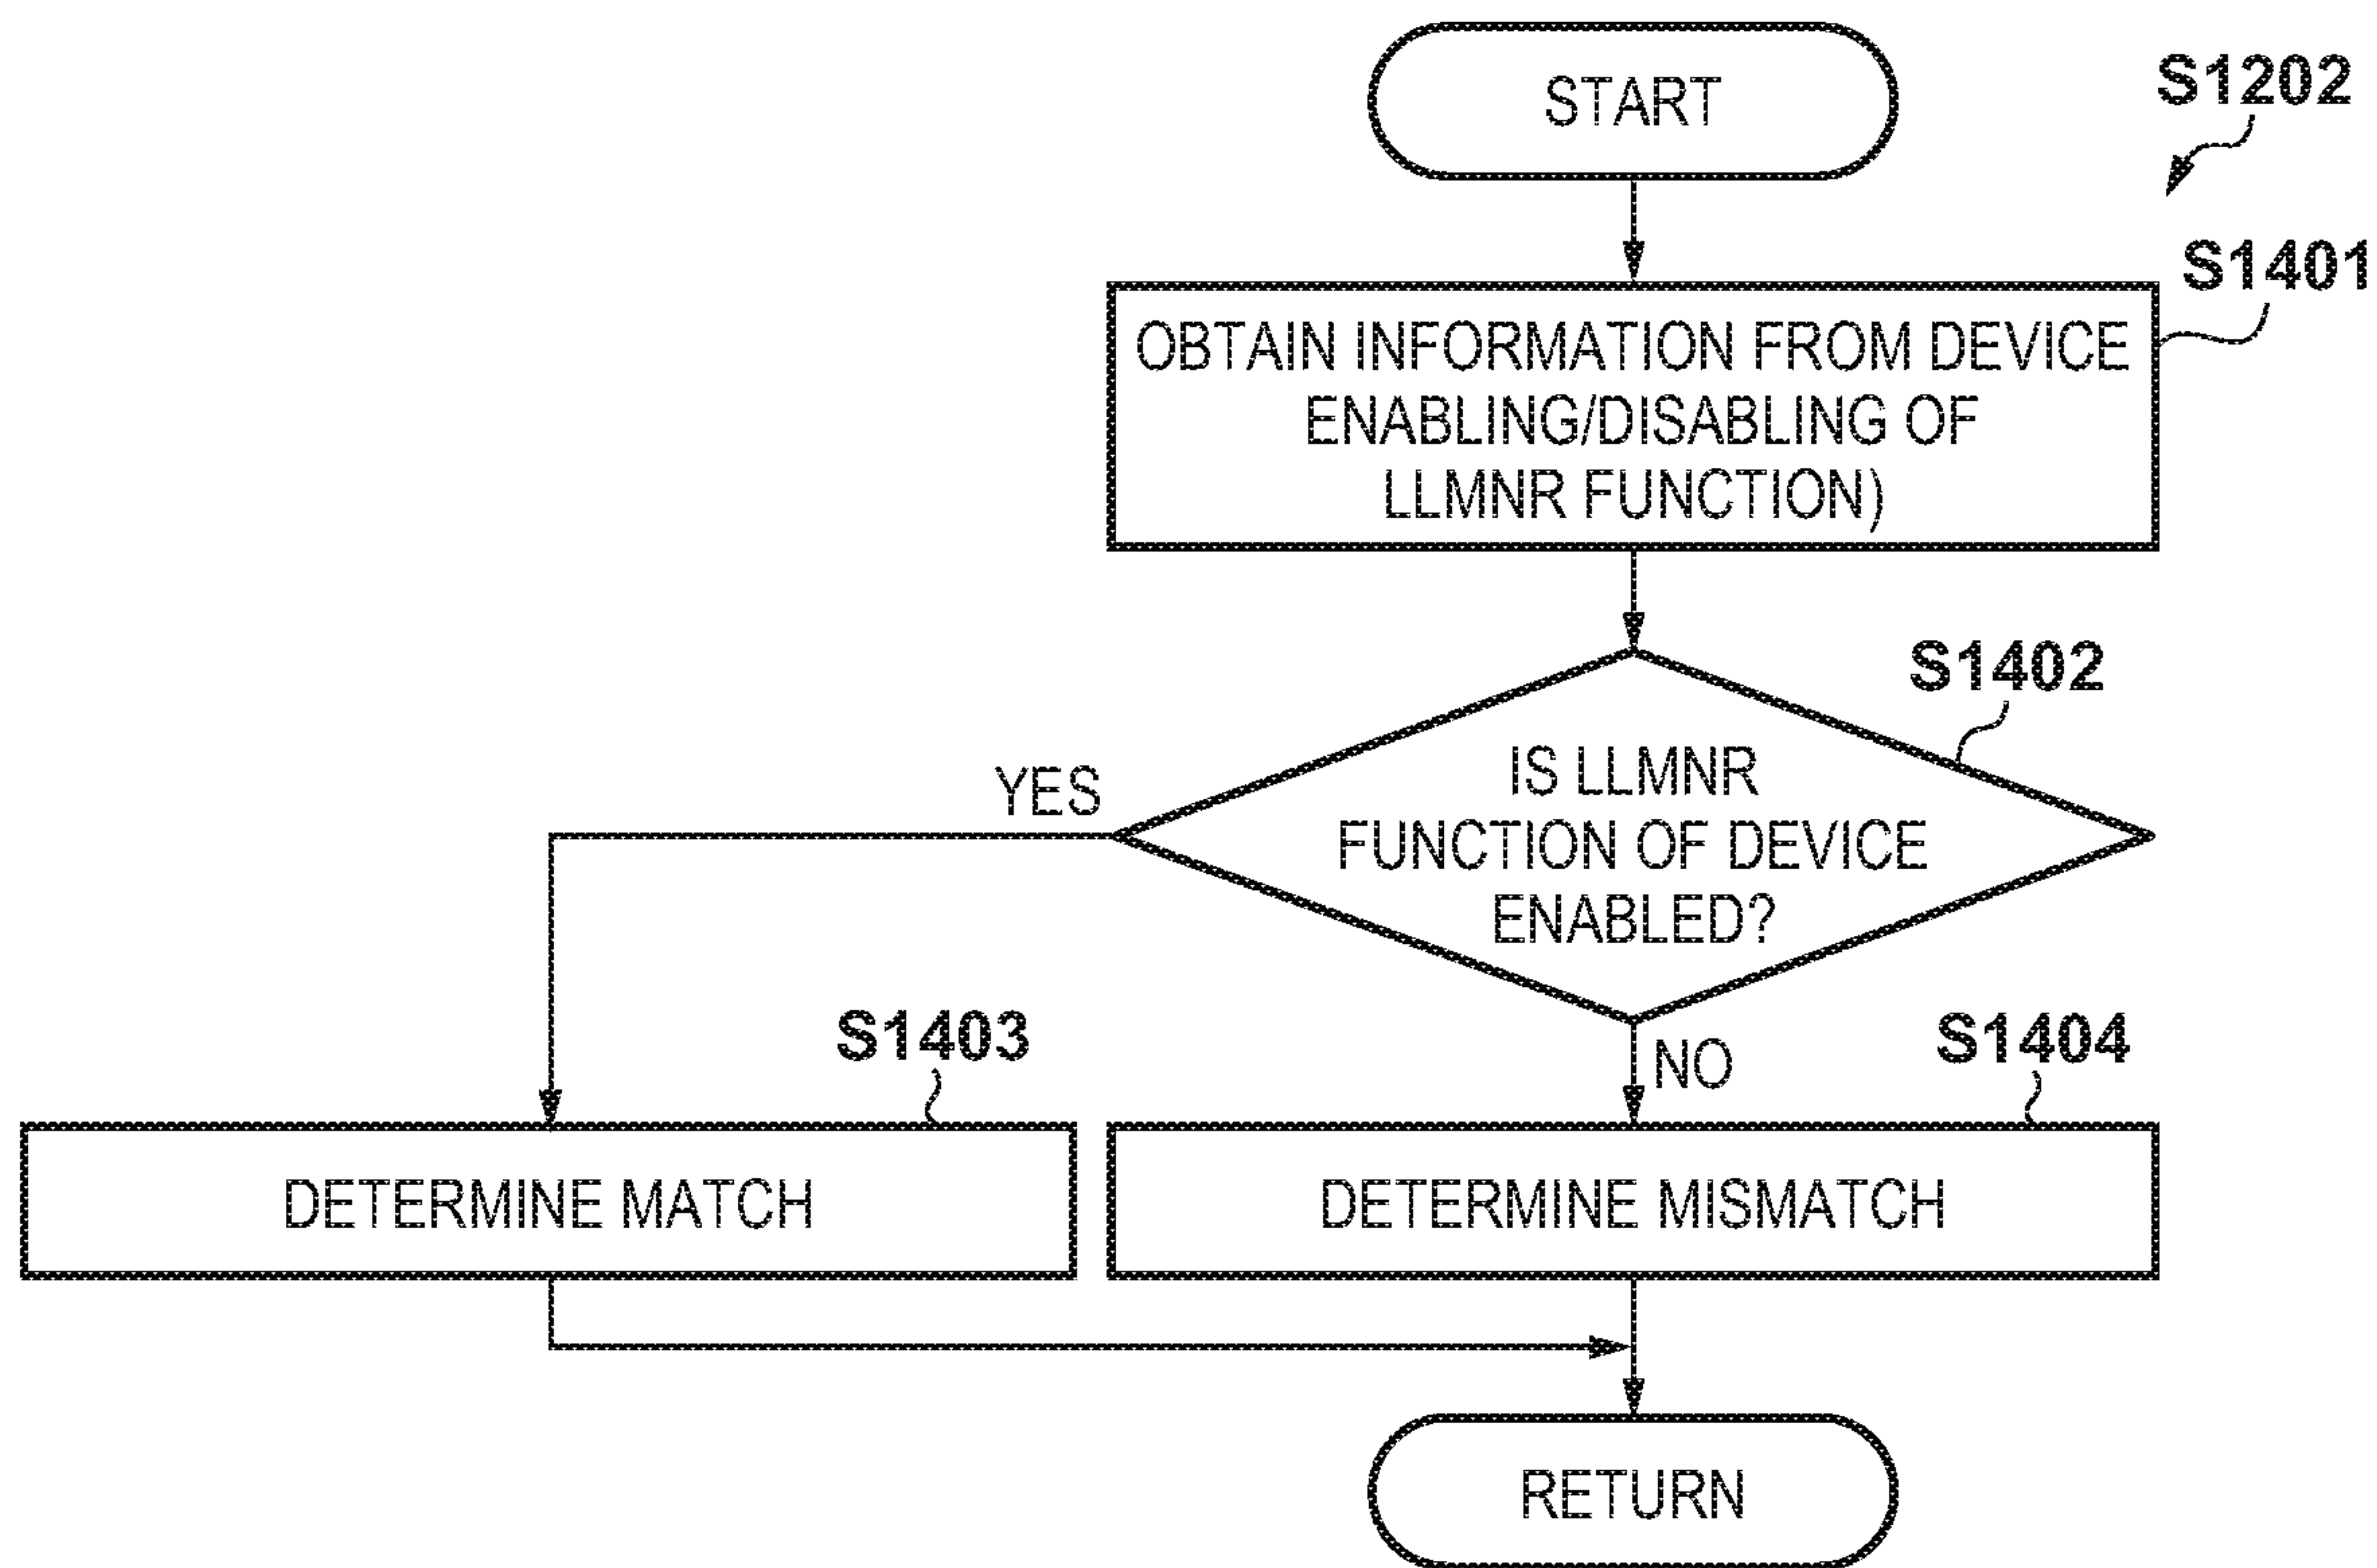 START
S1202
S1401
OBTAIN INFORMATION FROM DEVICE
ENABLING/DISABLING OF
LLMNR FUNCTION)
S1402
IS LLMNR
FUNCTION OF DEVICE
ENABLED?
YES
NO
S1403
S1404
DETERMINE MATCH
DETERMINE MISMATCH
RETURN